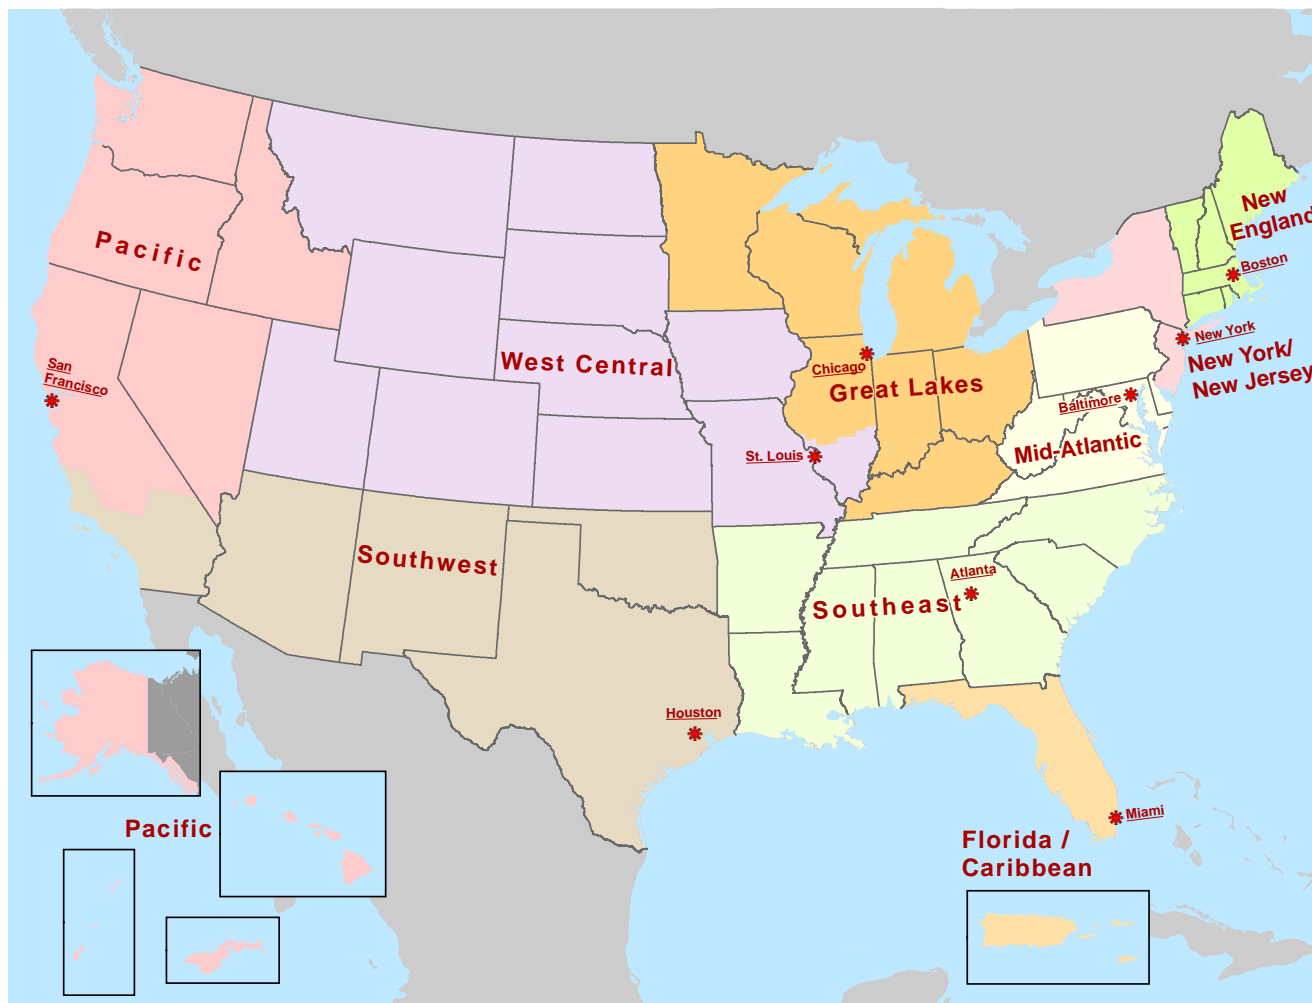 New
England
Boston
Pacific
New York
New York/
New Jersey
San
Francisco
West Central
Chicago
Great Lakes
Baltimore
Mid-Atlantic
St. Louis
Southwest
Atlanta
Southeast
Houston
Miami
Pacific
Florida /
Caribbean